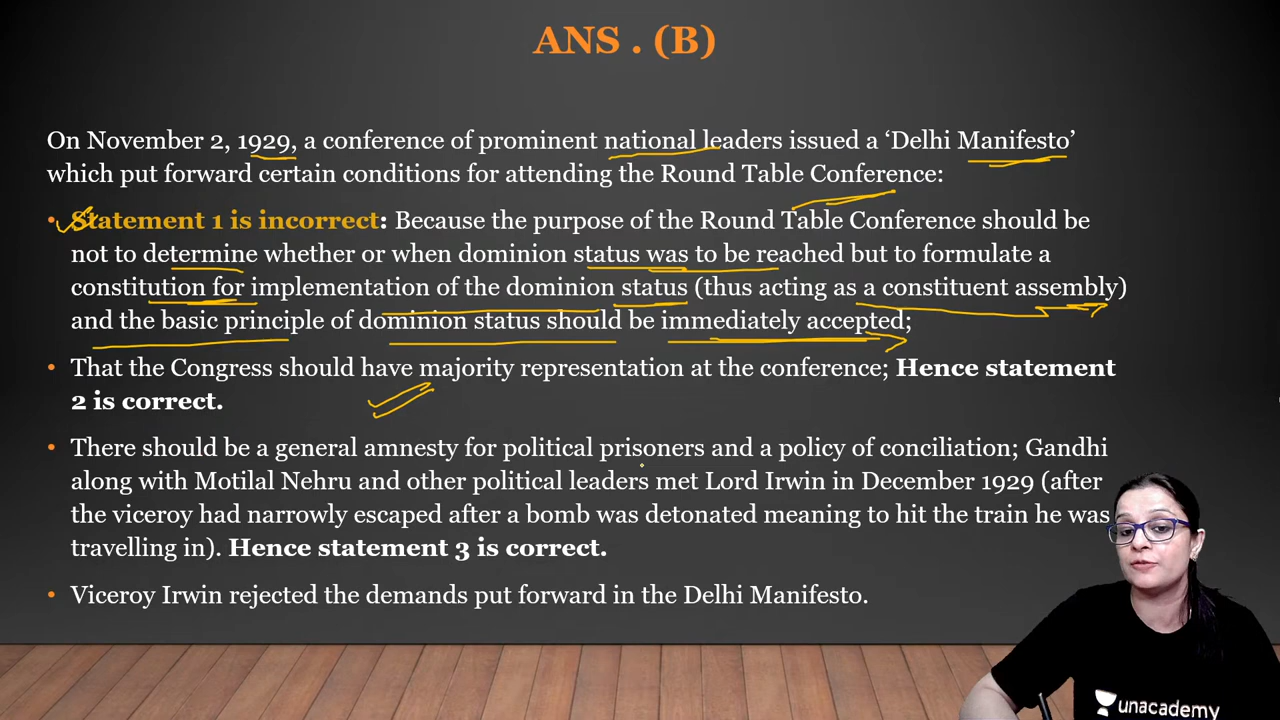 ANS . (B)
On November 2, 1929, a conference of prominent national leaders issued a ‘Delhi Manifesto’
which put forward certain conditions for attending the Round Table Conference:
• Statement 1 is incorrect: Because the purpose of the Round Table Conference should be
not to determine whether or when dominion status was to be reached but to formulate a
constitution for implementation of the dominion status (thus acting as a constituent assembly)
and the basic principle of dominion status should be immediately accepted;
• That the Congress should have majority representation at the conference; Hence statement
2 is correct.
• There should be a general amnesty for political prisoners and a policy of conciliation; Gandhi
along with Motilal Nehru and other political leaders met Lord Irwin in December 1929 (after
the viceroy had narrowly escaped after a bomb was detonated meaning to hit the train he was
travelling in). Hence statement 3 is correct.
• Viceroy Irwin rejected the demands put forward in the Delhi Manifesto.
unacademy